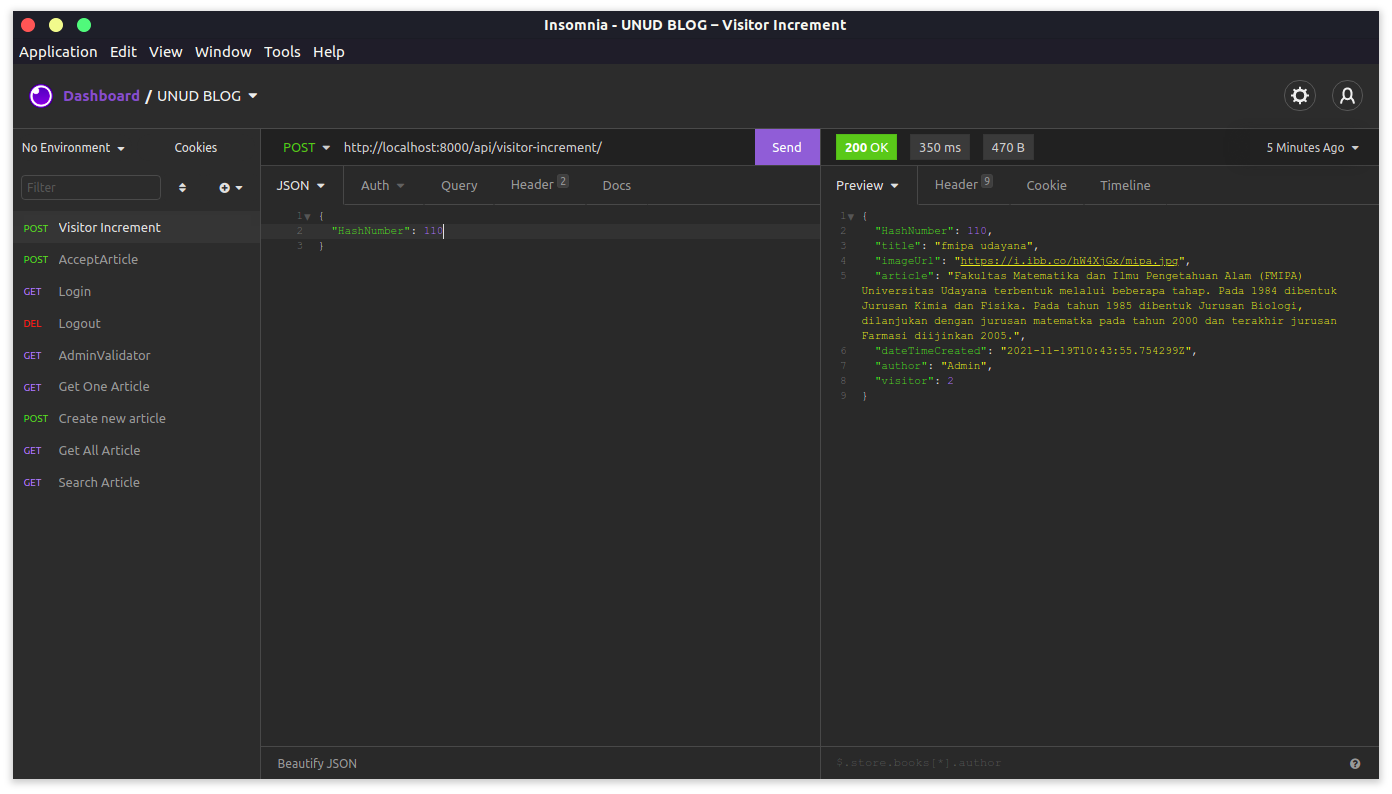 Insomnia - UNUD BLOG – Visitor Increment
Application Edit View Window Tools Help
Dashboard / UNUD BLOG
No Environment Cookies
Filter
POST Visitor Increment
POST AcceptArticle
GET Login
DEL Logout
GET AdminValidator
GET Get One Article
POST Create new article
GET Get All Article
GET Search Article
POST http://localhost:8000/api/visitor-increment/ Send
JSON Auth Query Header 2 Docs
1 {
2 "HashNumber": 110
3 }
Beautify JSON
200 OK 350 ms 470 B 5 Minutes Ago
Preview Header 9 Cookie Timeline
1 {
2 "HashNumber": 110,
3 "title": "fmipa udayana",
4 "imageUrl": "https://i.ibb.co/hW4XjGx/mipa.jpg",
5 "article": "Fakultas Matematika dan Ilmu Pengetahuan Alam (FMIPA)
Universitas Udayana terbentuk melalui beberapa tahap. Pada 1984 dibentuk
Jurusan Kimia dan Fisika. Pada tahun 1985 dibentuk Jurusan Biologi,
dilanjukan dengan jurusan matematka pada tahun 2000 dan terakhir jurusan
Farmasi diijinkan 2005.",
6 "dateTimeCreated": "2021-11-19T10:43:55.754299Z",
7 "author": "Admin",
8 "visitor": 2
9 }
$.store.books[*].author